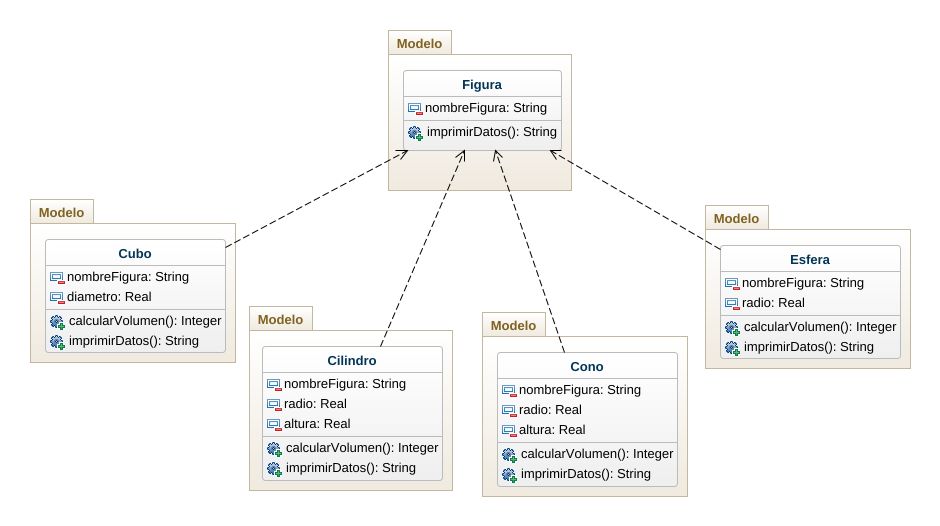 Modelo
Figura
nombreFigura: String
imprimirDatos(): String
Modelo
Cubo
nombreFigura: String
diametro: Real
calcularVolumen(): Integer
imprimirDatos(): String
Modelo
Cilindro
nombreFigura: String
radio: Real
altura: Real
calcularVolumen(): Integer
imprimirDatos(): String
Modelo
Cono
nombreFigura: String
radio: Real
altura: Real
calcularVolumen(): Integer
imprimirDatos(): String
Modelo
Esfera
nombreFigura: String
radio: Real
calcularVolumen(): Integer
imprimirDatos(): String